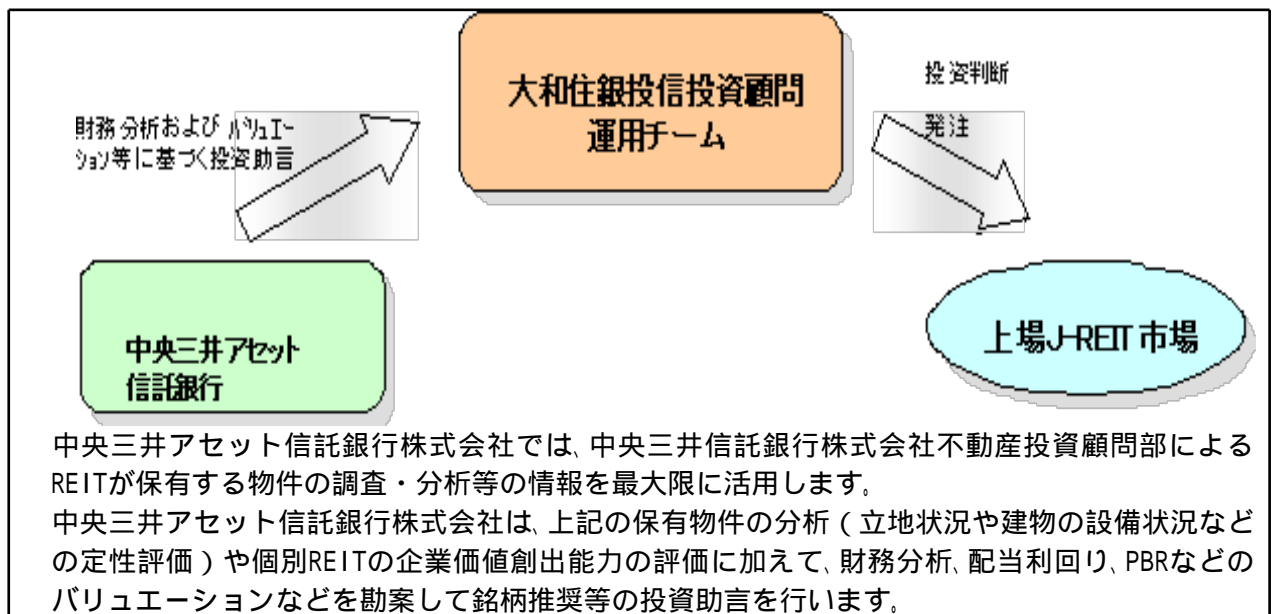 大和住銀投信投資顧問
運用チーム
投資判断
発注
財務分析および バリュエー
ション等に基づく投資助言
中央三井アセット
信託銀行
上場J-REIT市場
中央三井アセット信託銀行株式会社では、中央三井信託銀行株式会社不動産投資顧問部による
REITが保有する物件の調査・分析等の情報を最大限に活用します。
中央三井アセット信託銀行株式会社は、上記の保有物件の分析(立地状況や建物の設備状況など
の定性評価)や個別REITの企業価値創出能力の評価に加えて、財務分析、配当利回り、PBRなどの
バリュエーションなどを勘案して銘柄推奨等の投資助言を行います。